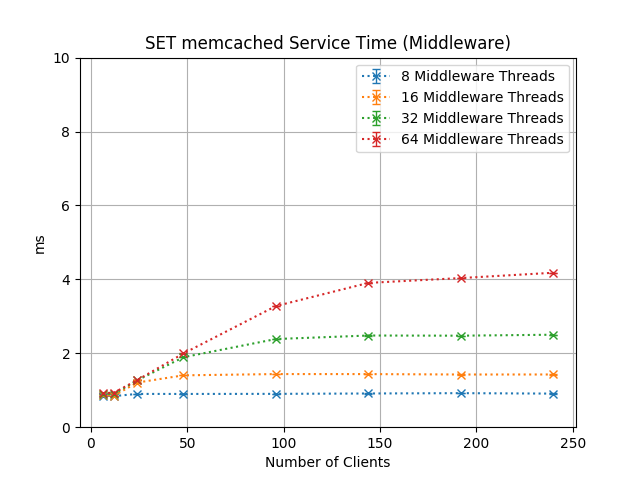 SET memcached Service Time (Middleware)
10
8
6
4
2
0
ms
8 Middleware Threads
16 Middleware Threads
32 Middleware Threads
64 Middleware Threads
0 50 100 150 200 250
Number of Clients